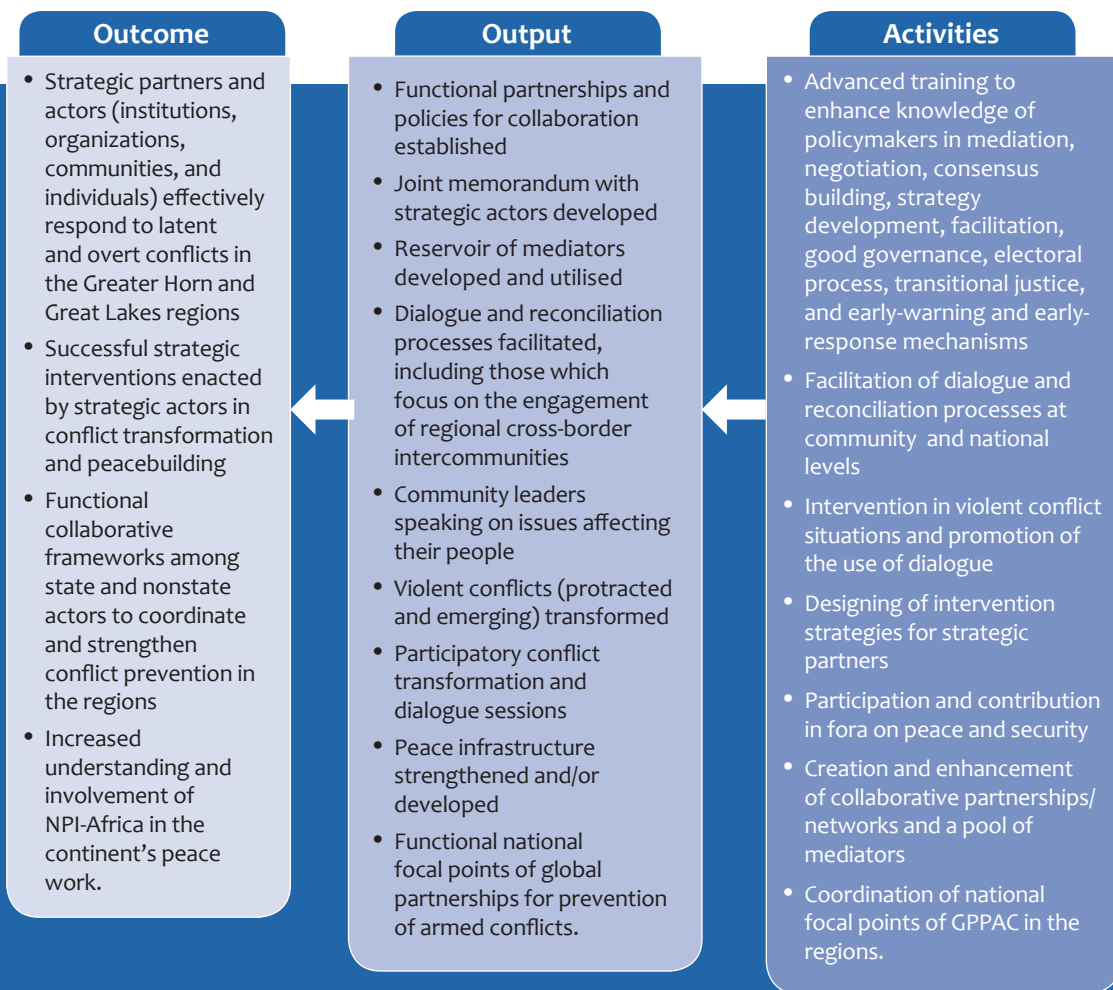 Outcome
• Strategic partners and
actors (institutions,
organizations,
communities, and
individuals) effectively
respond to latent
and overt conflicts in
the Greater Horn and
Great Lakes regions
• Successful strategic
interventions enacted
by strategic actors in
conflict transformation
and peacebuilding
• Functional
collaborative
frameworks among
state and nonstate
actors to coordinate
and strengthen
conflict prevention in
the regions
• Increased
understanding and
involvement of
NPI-Africa in the
continent's peace
work.
Output
• Functional partnerships and
policies for collaboration
established
• Joint memorandum with
strategic actors developed
• Reservoir of mediators
developed and utilised
• Dialogue and reconciliation
processes facilitated,
including those which
focus on the engagement
of regional cross-border
intercommunities
• Community leaders
speaking on issues affecting
their people
• Violent conflicts (protracted
and emerging) transformed
• Participatory conflict
transformation and
dialogue sessions
• Peace infrastructure
strengthened and/or
developed
• Functional national
focal points of global
partnerships for prevention
of armed conflicts.
Activities
• Advanced training to
enhance knowledge of
policymakers in mediation,
negotiation, consensus
building, strategy
development, facilitation,
good governance, electoral
process, transitional justice,
and early-warning and early-
response mechanisms
• Facilitation of dialogue and
reconciliation processes at
community and national
levels
• Intervention in violent conflict
situations and promotion of
the use of dialogue
• Designing of intervention
strategies for strategic
partners
• Participation and contribution
in fora on peace and security
• Creation and enhancement
of collaborative partnerships/
networks and a pool of
mediators
• Coordination of national
focal points of GPPAC in the
regions.